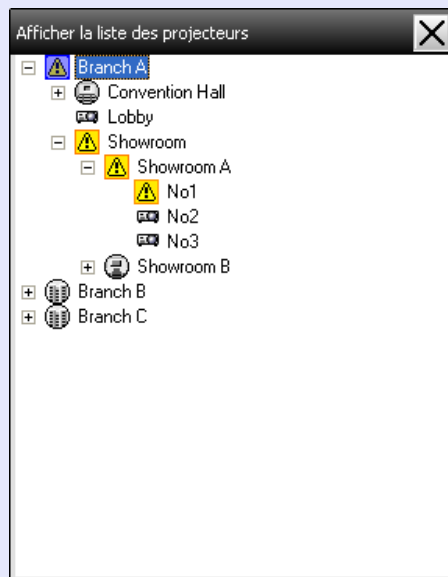 Afficher la liste des projecteurs
Branch A
Convention Hall
Lobby
Showroom
Showroom A
No1
No2
No3
Showroom B
Branch B
Branch C